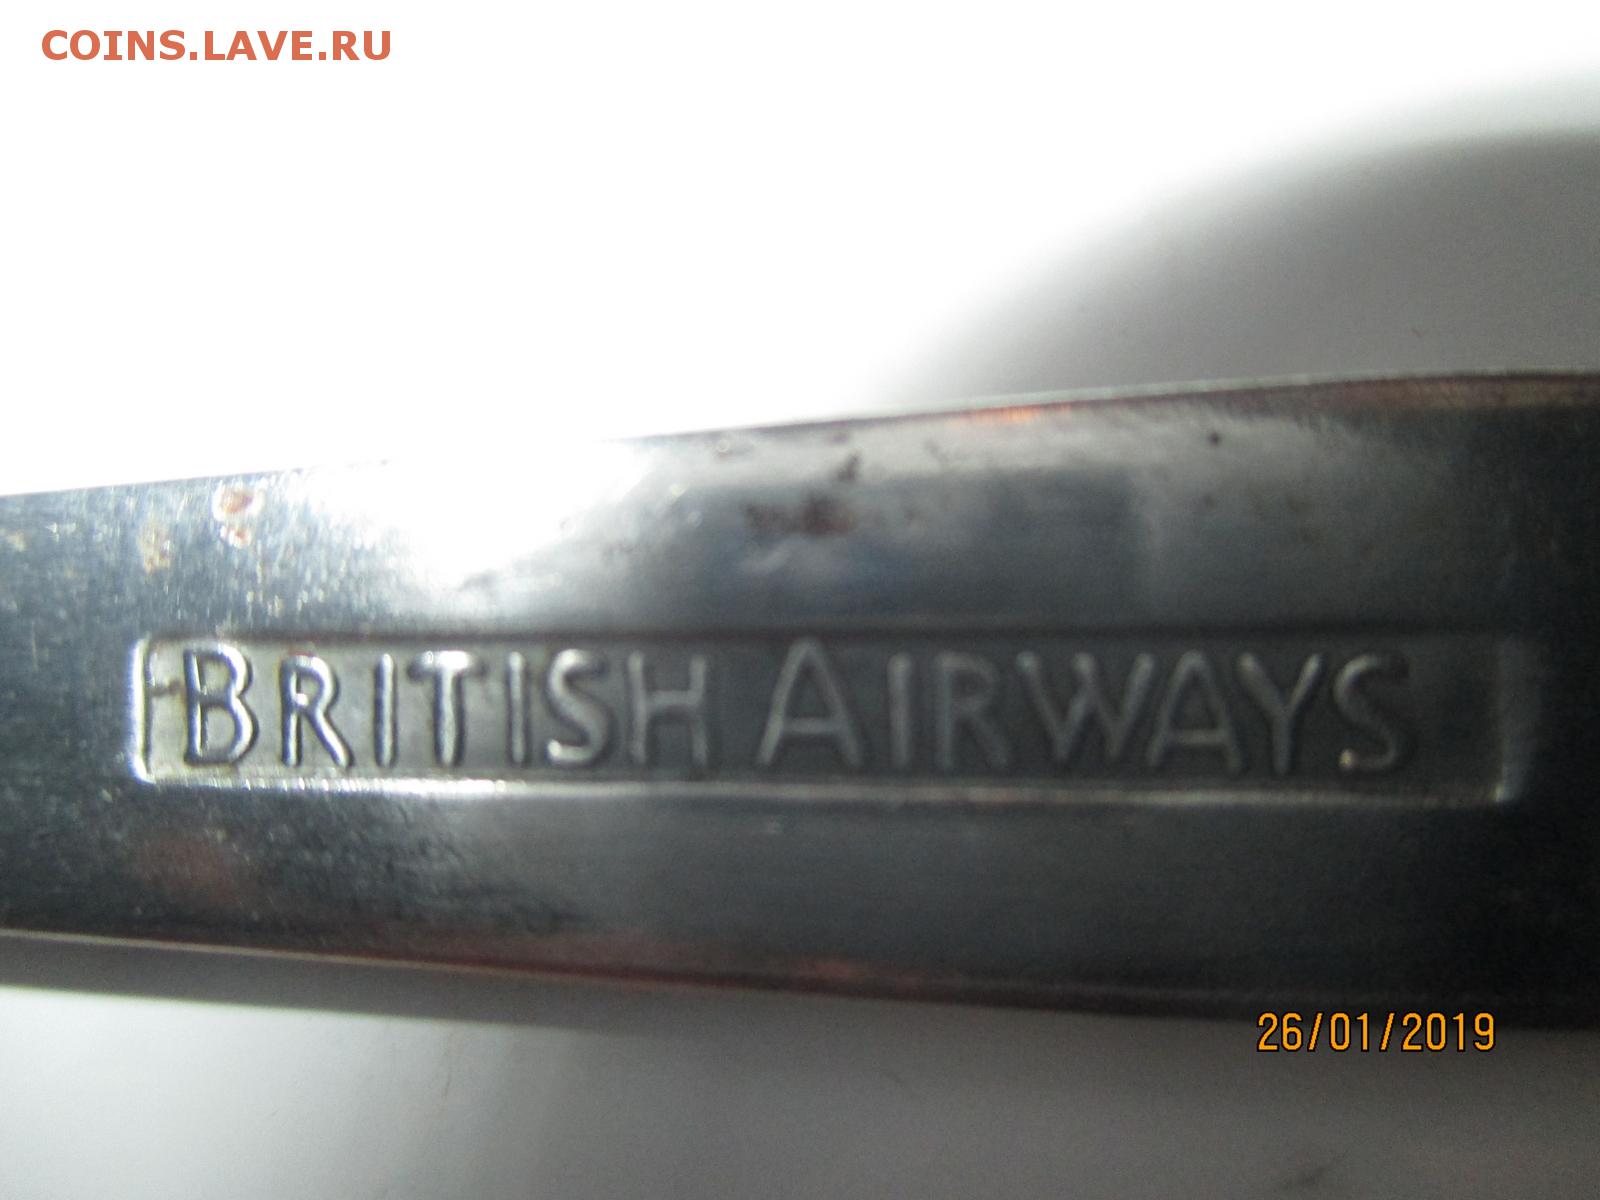 COINS.LAVE.RU
BRITISH AIRWAYS
26/01/2019